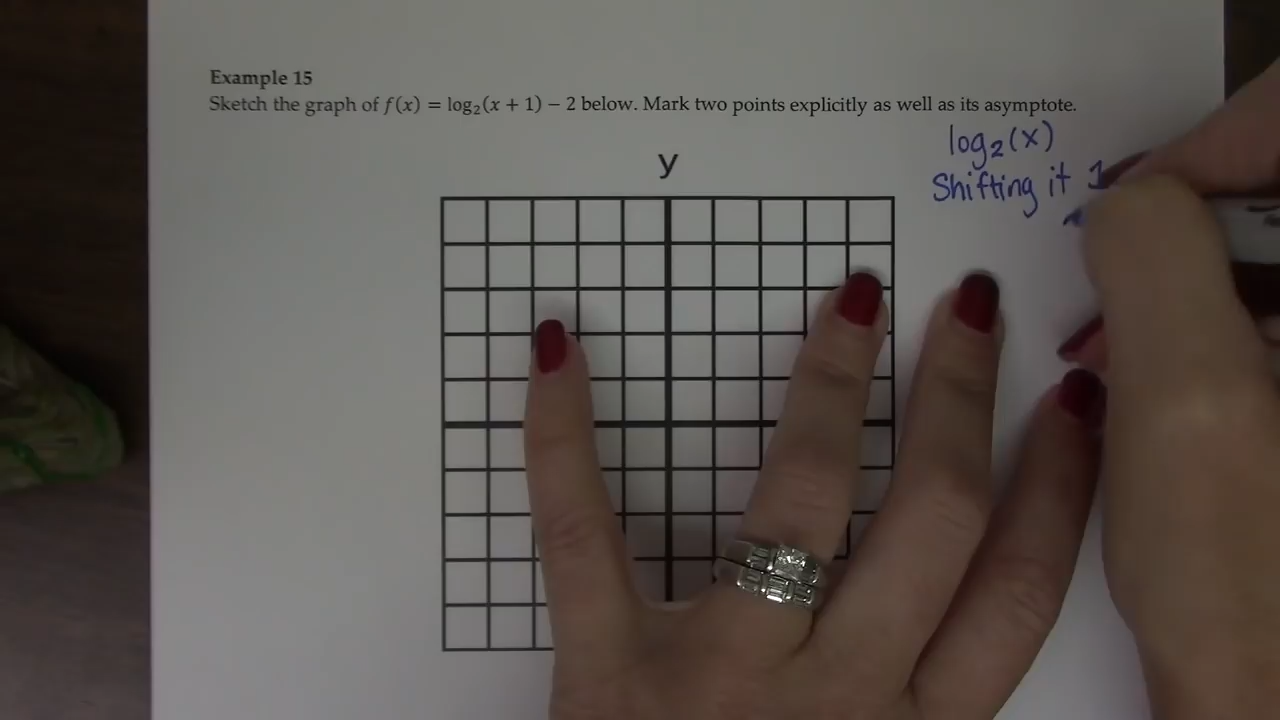 Example 15
Sketch the graph of f(x) = log₂(x + 1) − 2 below. Mark two points explicitly as well as its asymptote.
log₂(x)
Shifting it 1
y